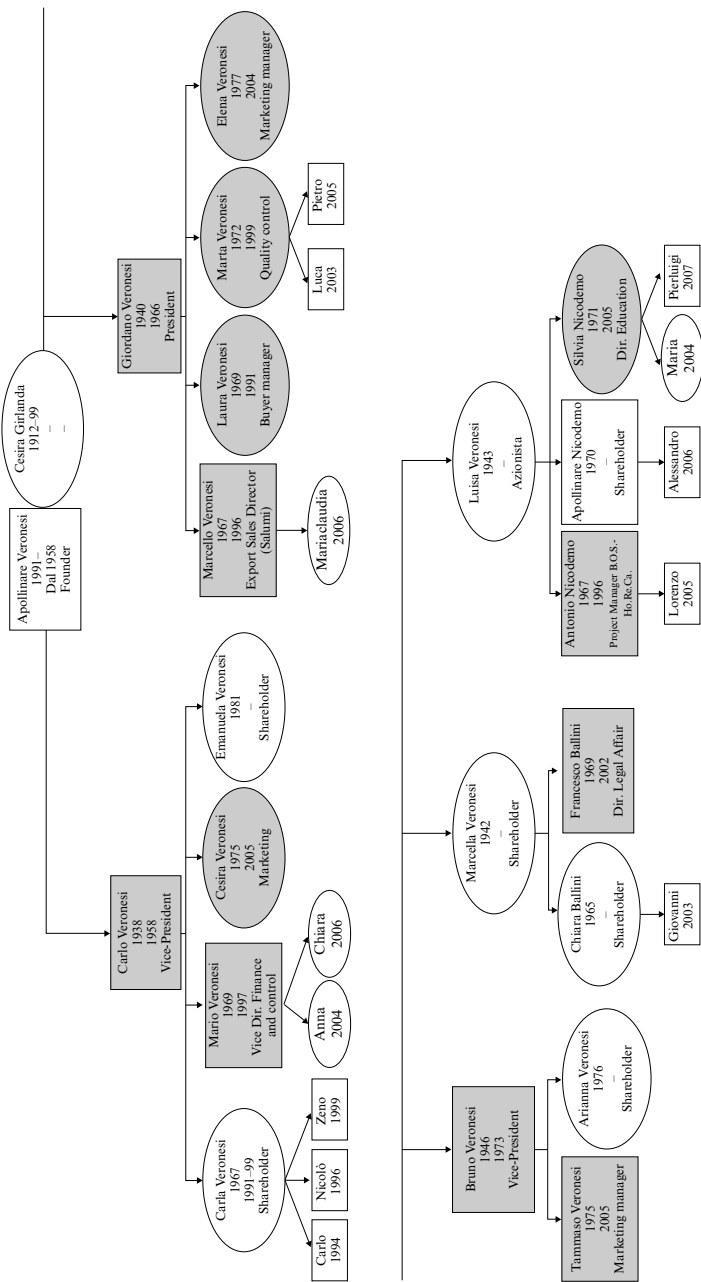 Apollinare Veronesi
1991–
Dal 1958
Founder
Cesira Girlanda
1912–99
–
–
Carlo Veronesi
1938
1958
Vice-President
Giordano Veronesi
1940
1966
President
Carla Veronesi
1967
1991–99
Shareholder
Mario Veronesi
1969
1997
Vice Dir. Finance
and control
Cesira Veronesi
1975
2005
Marketing
Emanuela Veronesi
1981
–
Shareholder
Marcello Veronesi
1967
1996
Export Sales Director
(Salumi)
Laura Veronesi
1969
1991
Buyer manager
Marta Veronesi
1972
1999
Quality control
Elena Veronesi
1977
2004
Marketing manager
Carlo
1994
Nicolò
1996
Zeno
1999
Anna
2004
Chiara
2006
Mariaclaudia
2006
Luca
2003
Pietro
2005
Bruno Veronesi
1946
1973
Vice-President
Marcella Veronesi
1942
–
Shareholder
Luisa Veronesi
1943
–
Azionista
Tammaso Veronesi
1975
2005
Marketing manager
Arianna Veronesi
1976
–
Shareholder
Chiara Ballini
1965
–
Shareholder
Francesco Ballini
1969
2002
Dir. Legal Affair
Antonio Nicodemo
1967
1996
Project Manager B.O.S.-
Ho.Re.Ca.
Apollinare Nicodemo
1970
–
Shareholder
Silvia Nicodemo
1971
2005
Dir. Education
Giovanni
2003
Lorenzo
2005
Alessandro
2006
Maria
2004
Pierluigi
2007